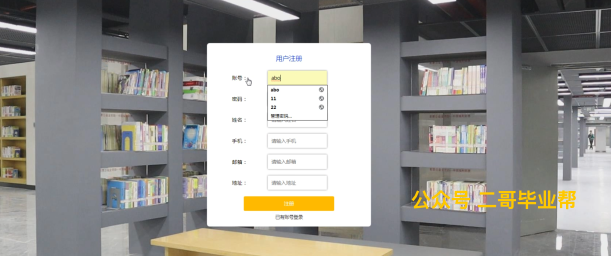 用户注册
账号：
abo
abo
11
22
管理密码...
密码：
姓名：
手机：
请输入手机
邮箱：
请输入邮箱
地址：
请输入地址
注册
已有账号登录
公众号 二哥毕业帮